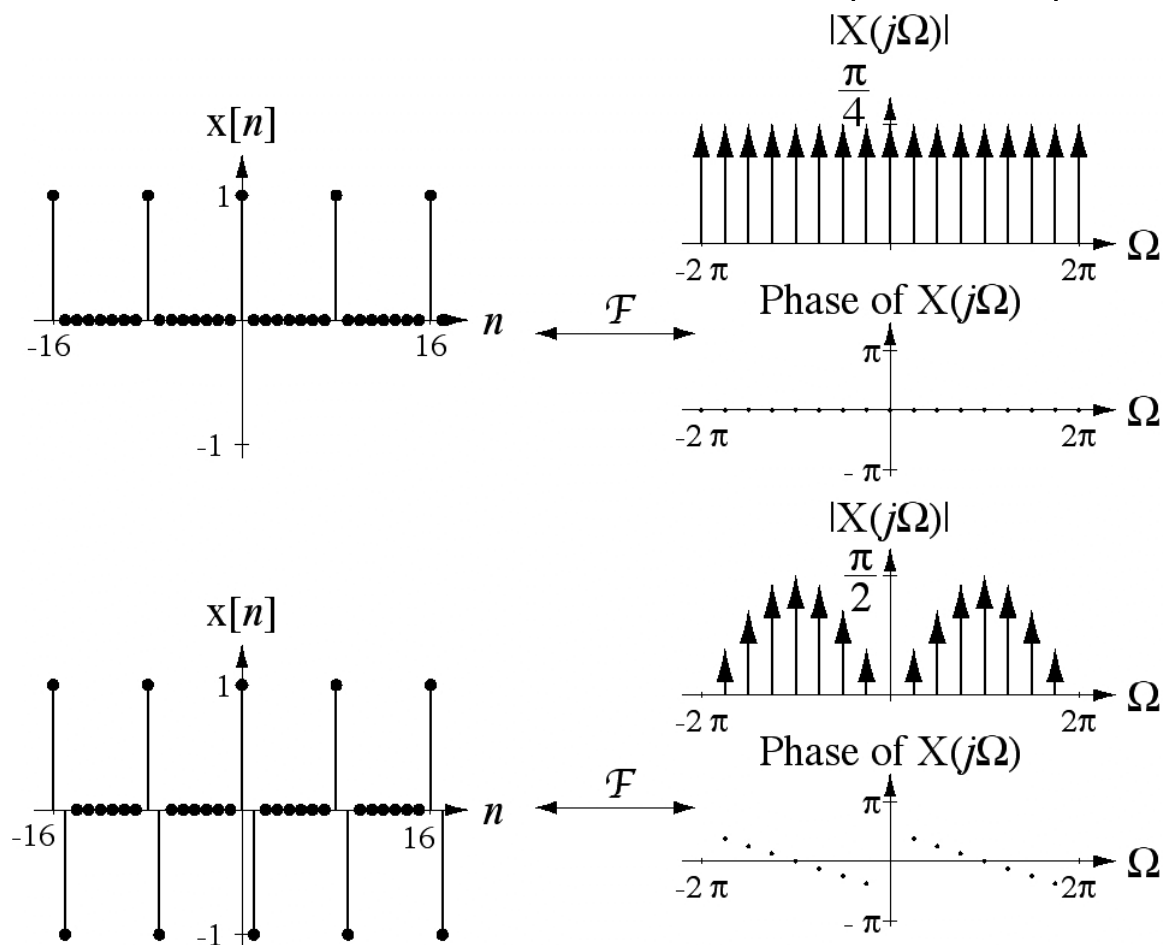 |X(jΩ)|
π
4
x[n]
1
-2 π
2π
Ω
Phase of X(jΩ)
ℱ
n
-16
16
π
Ω
-2 π
2π
-1
- π
|X(jΩ)|
π
2
x[n]
1
-2 π
2π
Ω
Phase of X(jΩ)
ℱ
n
-16
16
π
Ω
-2 π
2π
-1
- π